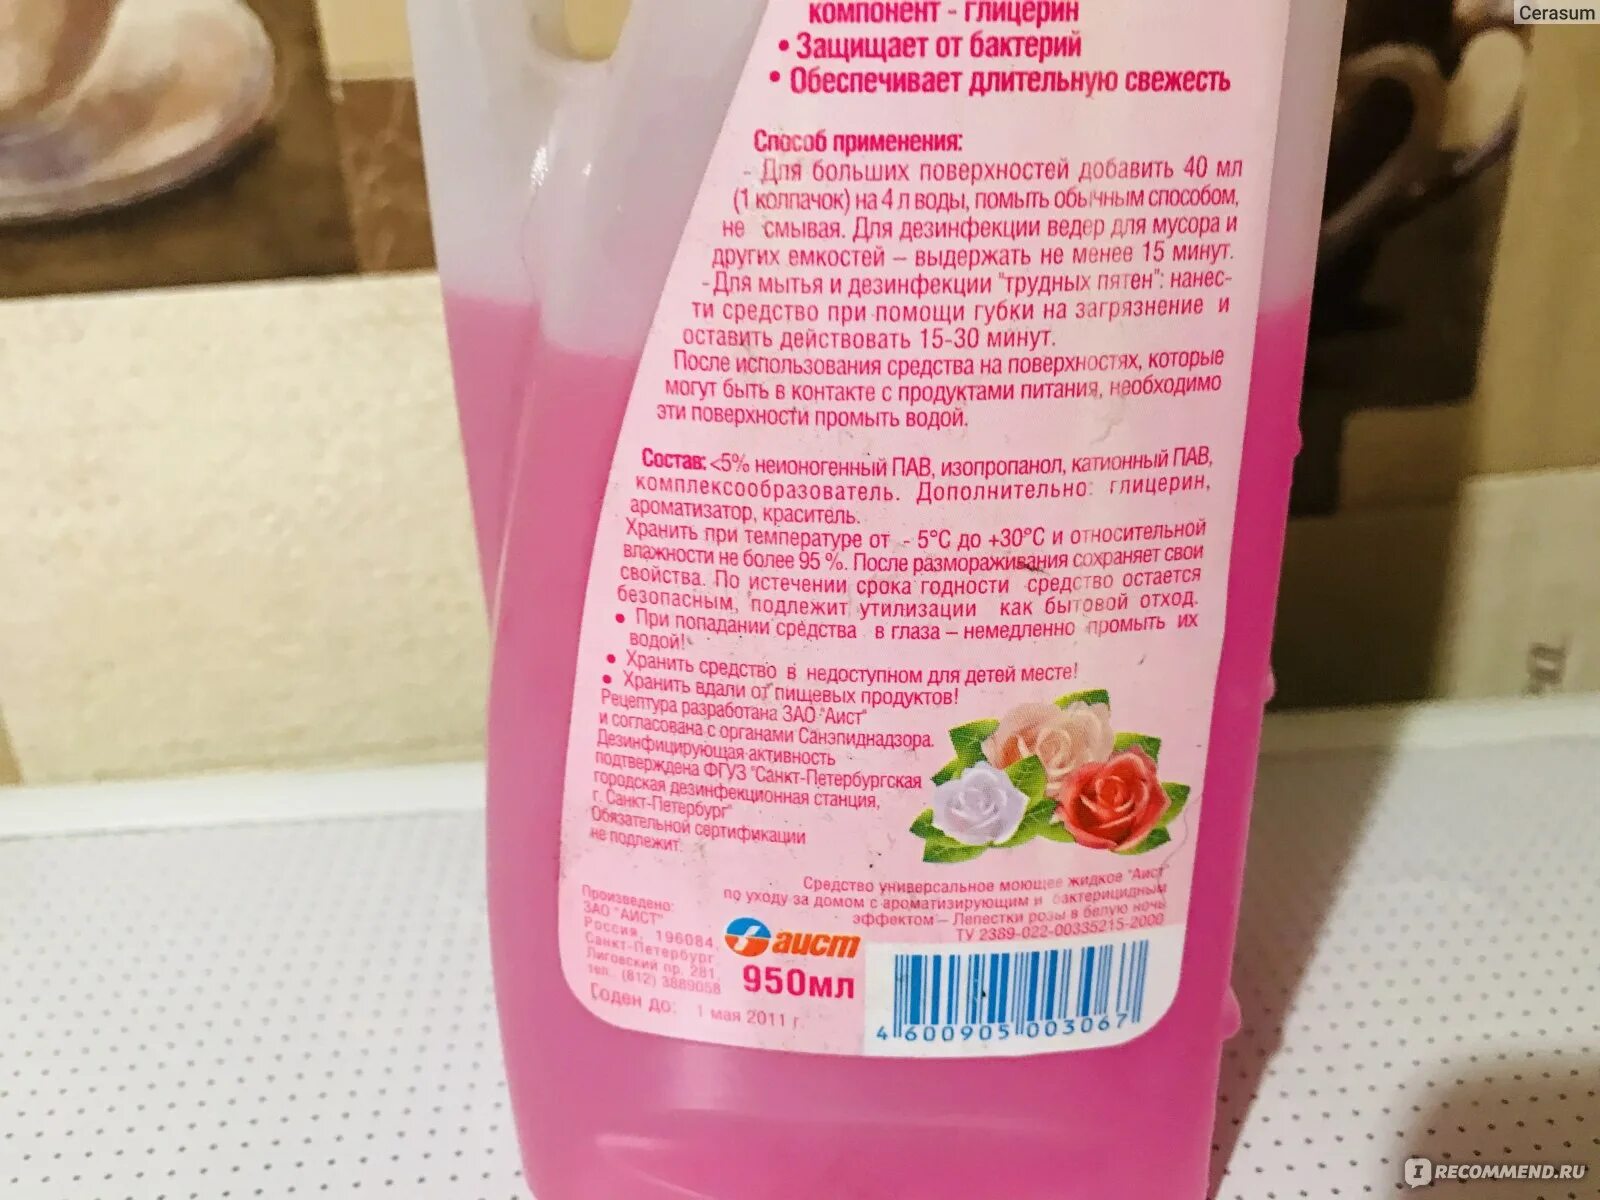 Cerasum
компонент - глицерин
• Защищает от бактерий
• Обеспечивает длительную свежесть
Способ применения:
- Для больших поверхностей добавить 40 мл
(1 колпачок) на 4 л воды, помыть обычным способом,
не смывая. Для дезинфекции ведер для мусора и
других емкостей – выдержать не менее 15 минут.
- Для мытья и дезинфекции "трудных пятен": нанес-
ти средство при помощи губки на загрязнение и
оставить действовать 15-30 минут.
После использования средства на поверхностях, которые
могут быть в контакте с продуктами питания, необходимо
эти поверхности промыть водой.
Состав: <5% неионогенный ПАВ, изопропанол, катионный ПАВ,
комплексообразователь. Дополнительно: глицерин,
ароматизатор, краситель.
Хранить при температуре от - 5°С до +30°С и относительной
влажности не более 95 %. После размораживания сохраняет свои
свойства. По истечении срока годности средство остается
безопасным, подлежит утилизации как бытовой отход.
• При попадании средства в глаза – немедленно промыть их
водой!
• Хранить средство в недоступном для детей месте!
• Хранить вдали от пищевых продуктов!
Рецептура разработана ЗАО "Аист"
и согласована с органами Санэпиднадзора.
Дезинфицирующая активность
подтверждена ФГУЗ "Санкт-Петербургская
городская дезинфекционная станция,
г. Санкт-Петербург"
Обязательной сертификации
не подлежит.
Средство универсальное моющее жидкое "Аист"
по уходу за домом с ароматизирующим и бактерицидным
эффектом – Лепестки розы в белую ночь
ТУ 2389-022-00335215-2000
Произведено:
ЗАО "АИСТ"
Россия, 196084,
Санкт-Петербург
Лиговский пр. 281,
тел. (812) 3889058
аист
950мл
Годен до: 1 мая 2011 г.
4 600905 003067
IRECOMMEND.RU